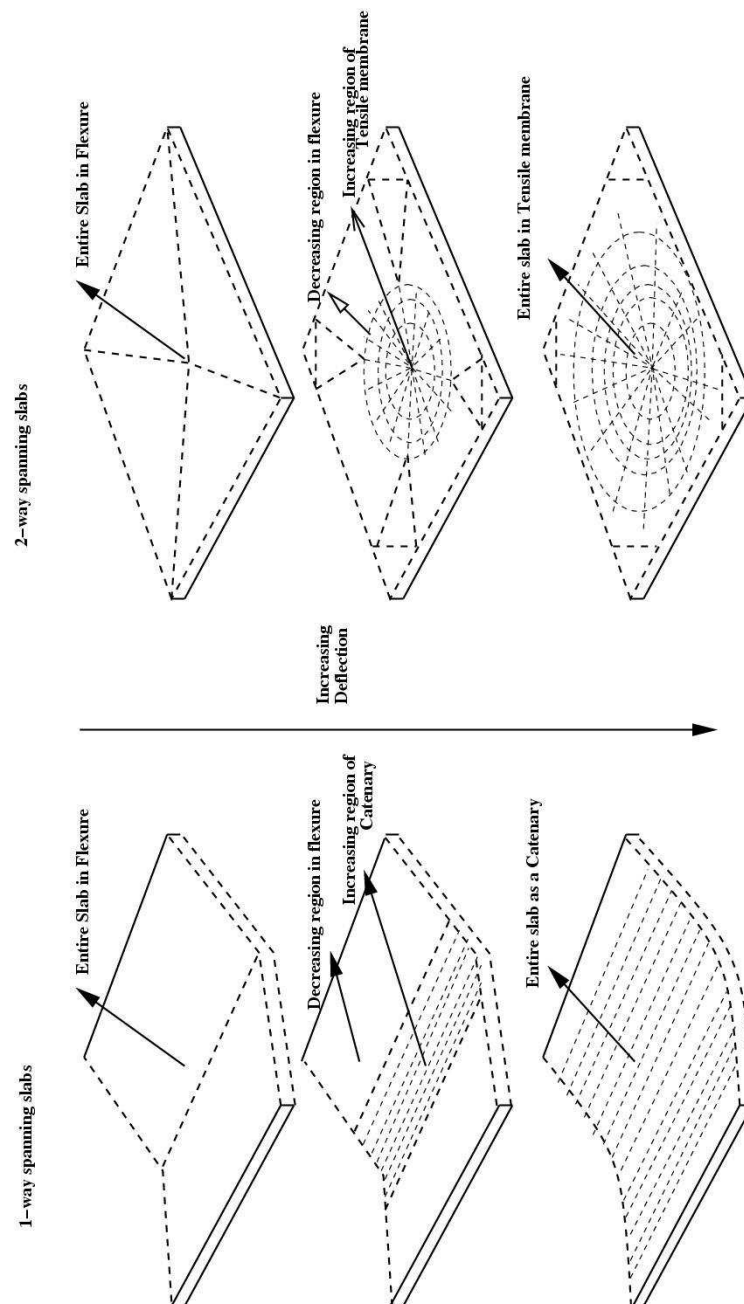 1-way spanning slabs
2-way spanning slabs
Entire Slab in Flexure
Entire Slab in Flexure
Decreasing region in flexure
Increasing region of
Catenary
Increasing
Deflection
Decreasing region in flexure
Increasing region of
Tensile membrane
Entire slab as a Catenary
Entire slab in Tensile membrane